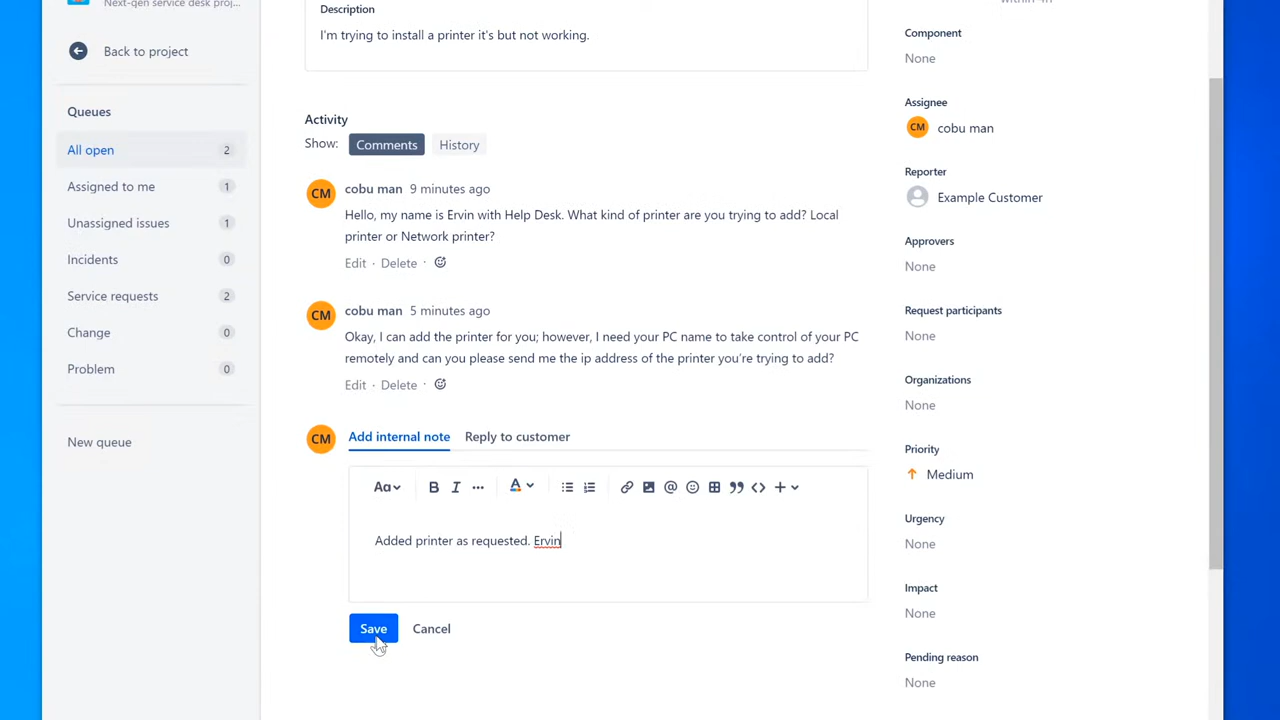 Next-gen service desk proj...
Back to project
Queues
All open 2
Assigned to me 1
Unassigned issues 1
Incidents 0
Service requests 2
Change 0
Problem 0
New queue
Description
I'm trying to install a printer it's but not working.
Activity
Show: Comments History
CM cobu man 9 minutes ago
Hello, my name is Ervin with Help Desk. What kind of printer are you trying to add? Local
printer or Network printer?
Edit · Delete ·
CM cobu man 5 minutes ago
Okay, I can add the printer for you; however, I need your PC name to take control of your PC
remotely and can you please send me the ip address of the printer you're trying to add?
Edit · Delete ·
CM Add internal note Reply to customer
Aa B I ... A @ <> +
Added printer as requested. Ervin
Save Cancel
within 4h
Component
None
Assignee
CM cobu man
Reporter
Example Customer
Approvers
None
Request participants
None
Organizations
None
Priority
Medium
Urgency
None
Impact
None
Pending reason
None